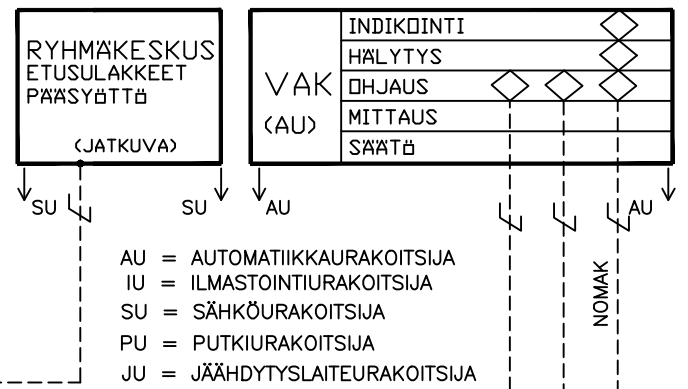 RYHMÄKESKUS
ETUSULAKKEET
PÄÄSYÖTTÖ
(JATKUVA)
VAK
(AU)
INDIKOINTI
HÄLYTYS
OHJAUS
MITTAUS
SÄÄTÖ
SU
SU
AU
AU
NOMAK
AU = AUTOMATIIKKAURAKOITSIJA
IU = ILMASTOINTIURAKOITSIJA
SU = SÄHKÖURAKOITSIJA
PU = PUTKIURAKOITSIJA
JU = JÄÄHDYTYSLAITEURAKOITSIJA